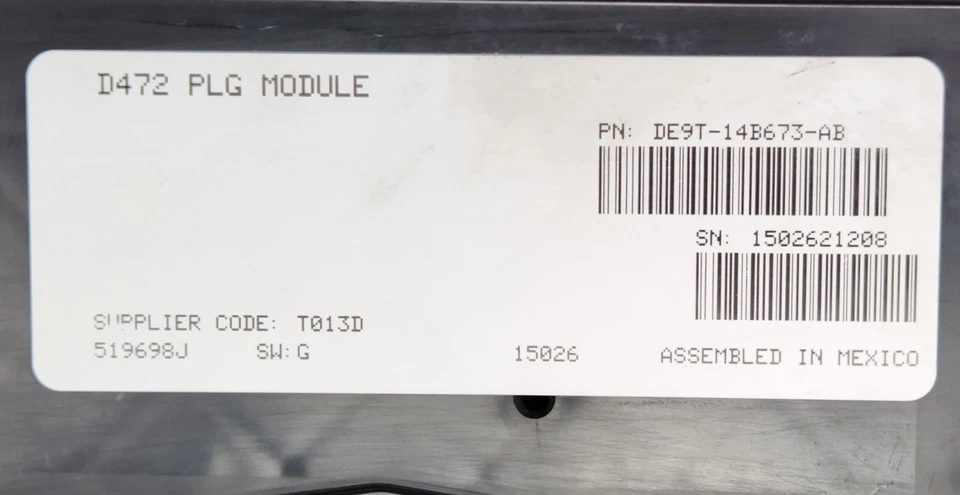 D472 PLG MODULE
PN: DE9T-14B673-AB
SN: 1502621208
SUPPLIER CODE: T013D
519698J SW:G 15026 ASSEMBLED IN MEXICO